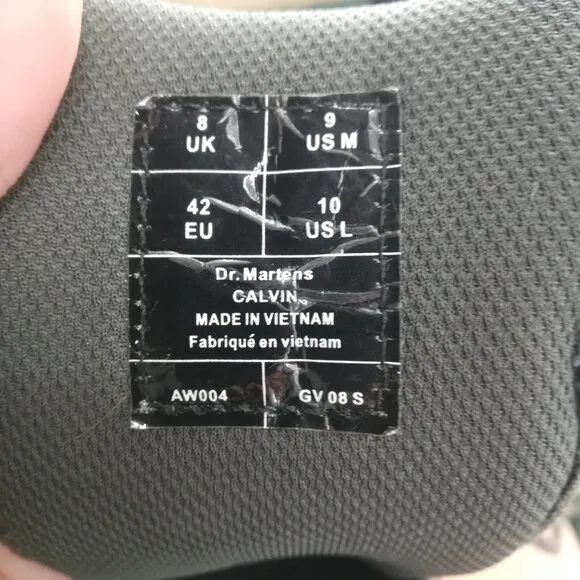 8
UK
9
US M
42
EU
10
US L
Dr. Martens
CALVIN
MADE IN VIETNAM
Fabriqué en vietnam
AW004
GV 08 S